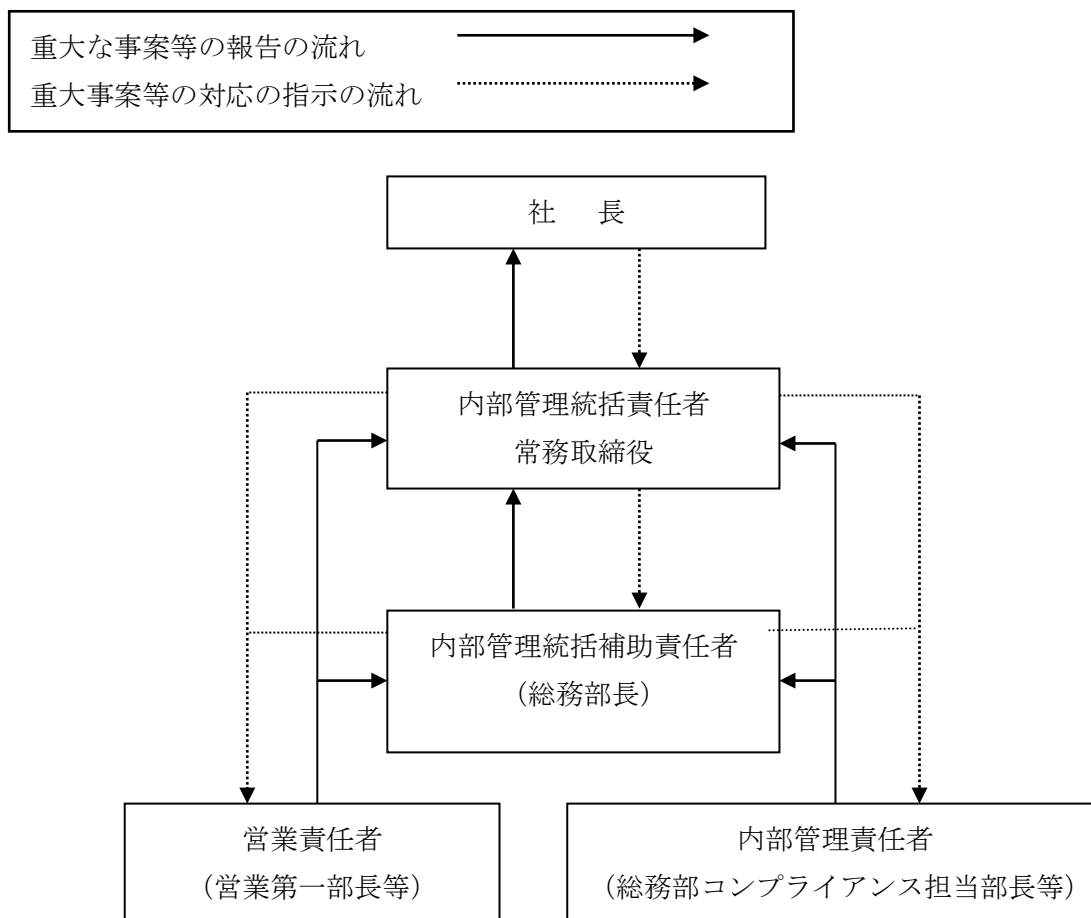 重大な事案等の報告の流れ
重大事案等の対応の指示の流れ
社　長
内部管理統括責任者
常務取締役
内部管理統括補助責任者
（総務部長）
営業責任者
（営業第一部長等）
内部管理責任者
（総務部コンプライアンス担当部長等）